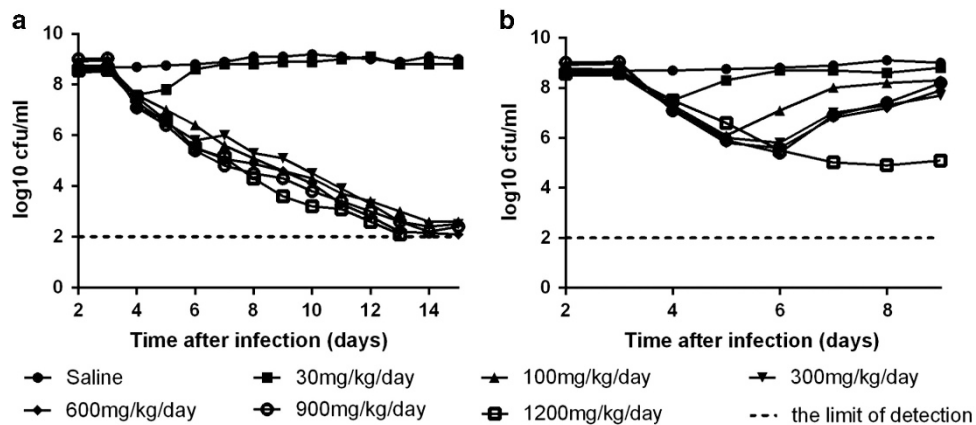 a
b
log10 cfu/ml
10
8
6
4
2
0
2 4 6 8 10 12 14
Time after infection (days)
log10 cfu/ml
10
8
6
4
2
0
2 4 6 8
Time after infection (days)
Saline 30mg/kg/day 100mg/kg/day 300mg/kg/day
600mg/kg/day 900mg/kg/day 1200mg/kg/day the limit of detection